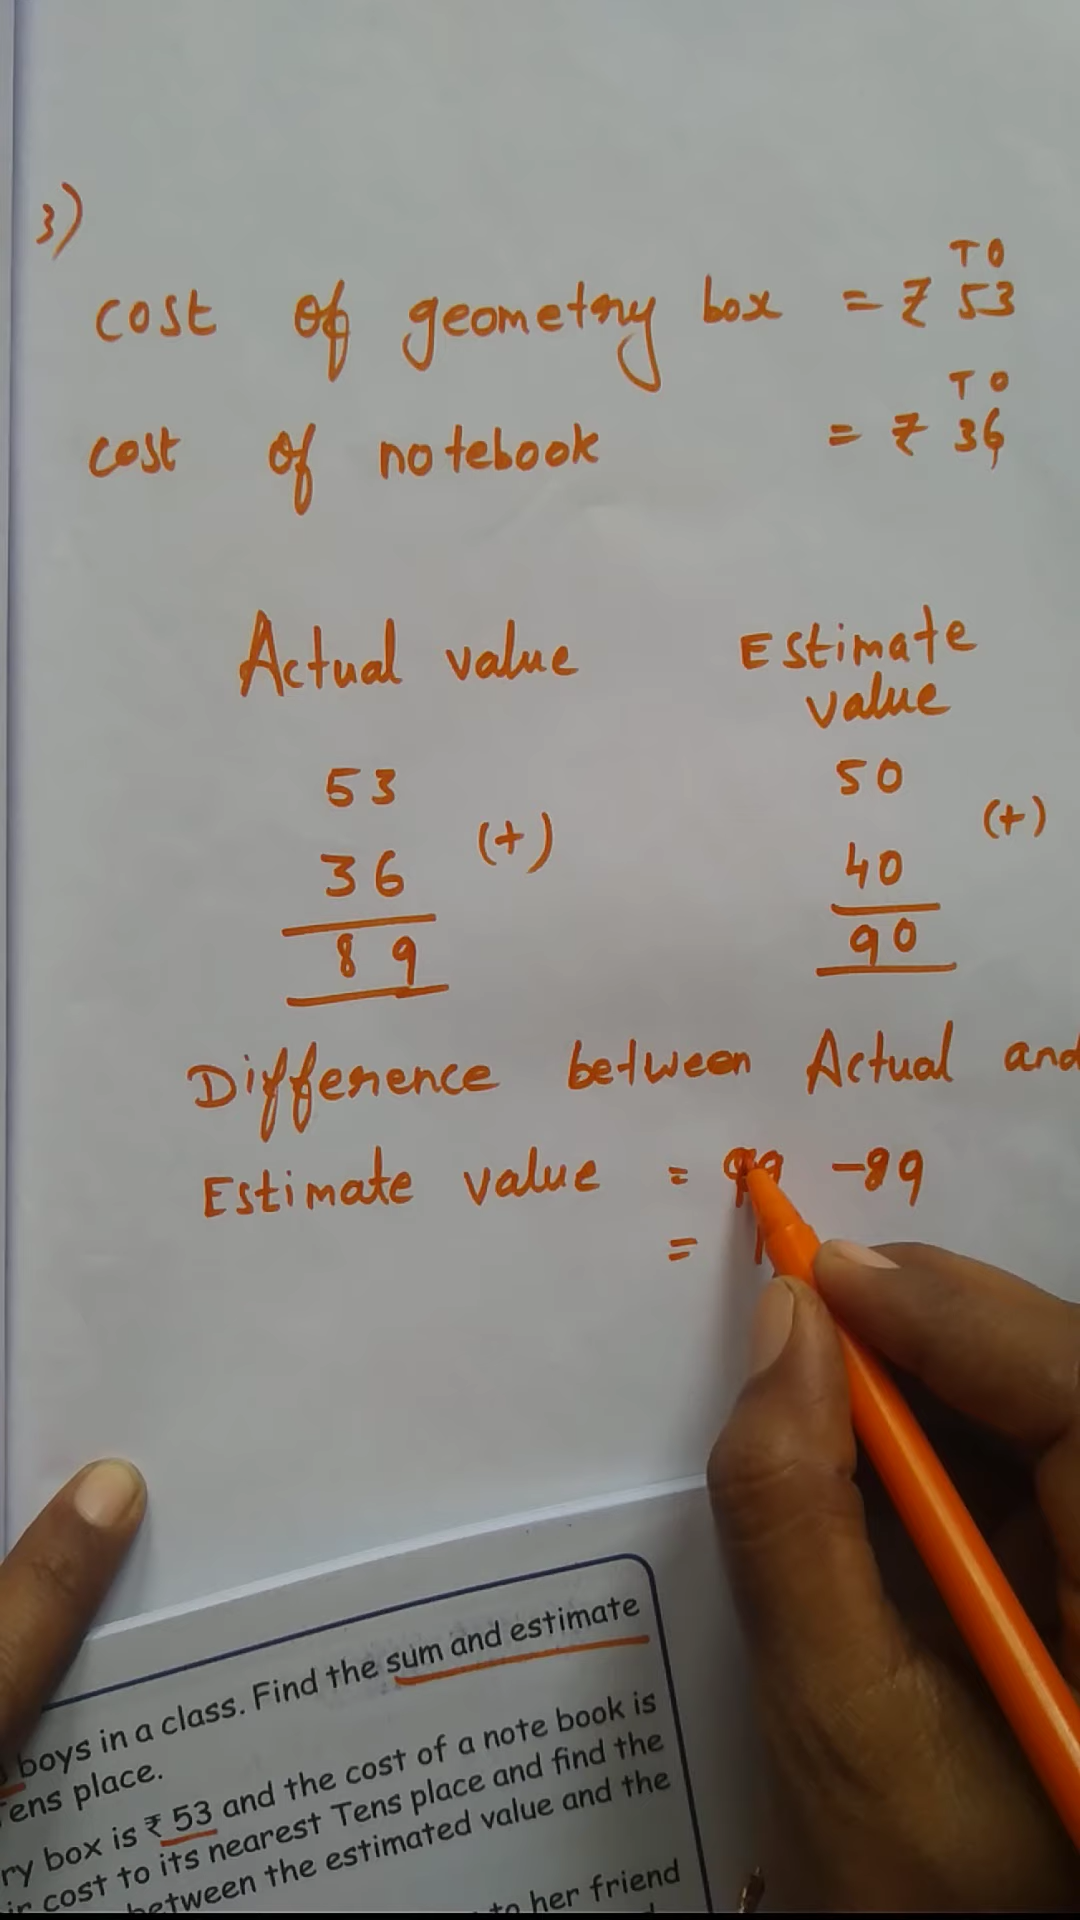 3)
T O
cost of geometry box = ₹ 53
T O
cost of notebook = ₹ 36
Actual value
Estimate
value
53
36
(+)
89
50
40
(+)
90
Difference between Actual and
Estimate value = - 89
=
boys in a class. Find the sum and estimate
Tens place.
ry box is ₹ 53 and the cost of a note book is
ir cost to its nearest Tens place and find the
between the estimated value and the
to her friend